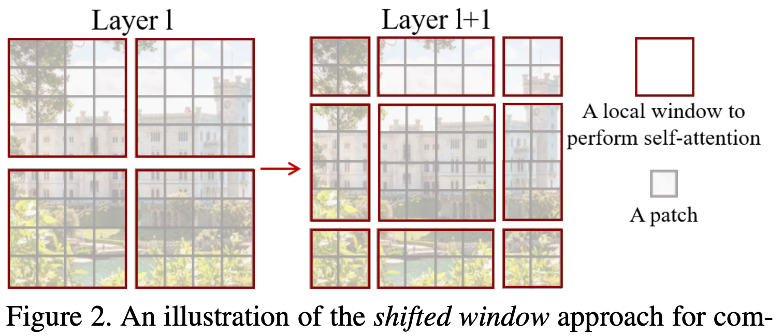 Layer l
Layer l+1
A local window to
perform self-attention
A patch
Figure 2. An illustration of the shifted window approach for com-